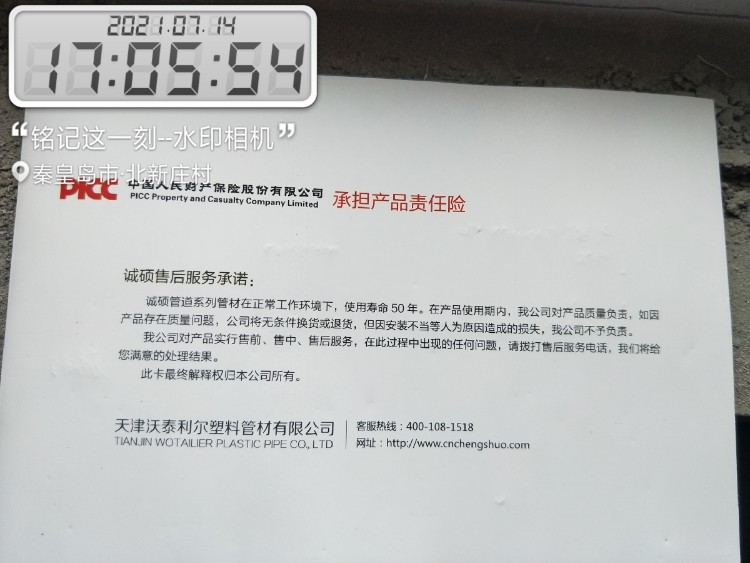 2021.07.14
17:05:54
“铭记这一刻--水印相机”
秦皇岛市·北新庄村
PICC 中国人民财产保险股份有限公司 承担产品责任险
PICC Property and Casualty Company Limited
诚硕售后服务承诺：
诚硕管道系列管材在正常工作环境下，使用寿命 50 年。在产品使用期内，我公司对产品质量负责，如因
产品存在质量问题，公司将无条件换货或退货，但因安装不当等人为原因造成的损失，我公司不予负责。
我公司对产品实行售前、售中、售后服务，在此过程中出现的任何问题，请拨打售后服务电话，我们将给
您满意的处理结果。
此卡最终解释权归本公司所有。
天津沃泰利尔塑料管材有限公司
TIANJIN WOTAILIER PLASTIC PIPE CO., LTD
客服热线：400-108-1518
网址：http://www.cnchengshuo.com